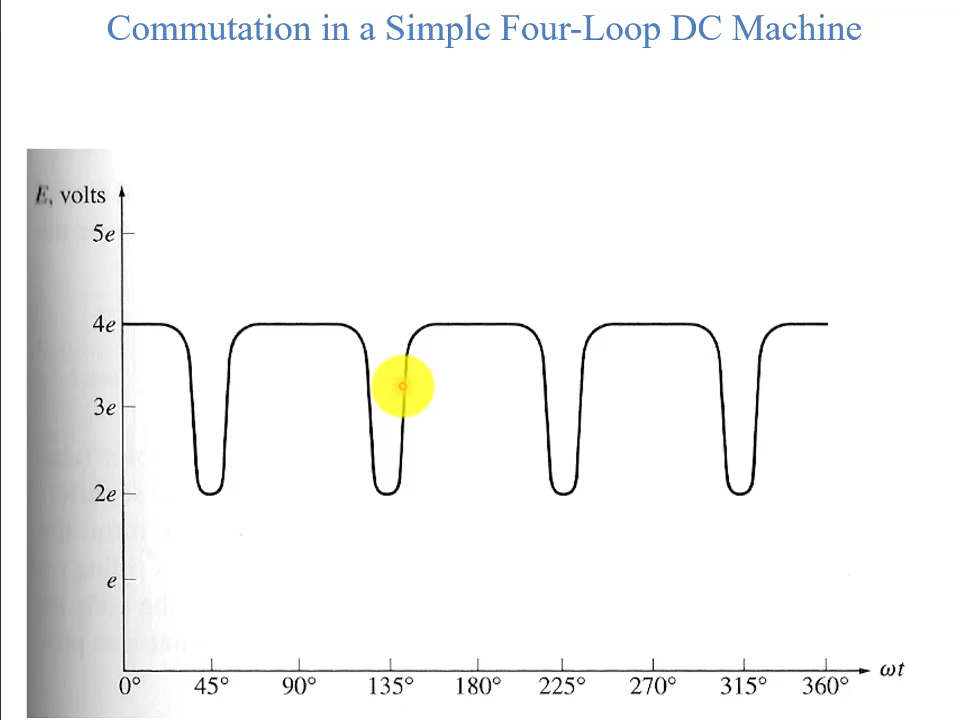 Commutation in a Simple Four-Loop DC Machine
E, volts
5e
4e
3e
2e
e
0° 45° 90° 135° 180° 225° 270° 315° 360° ωt